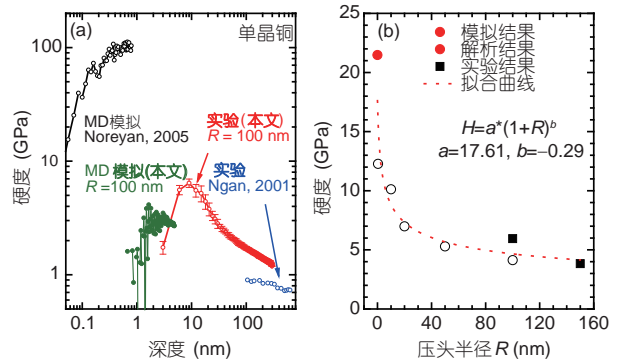 (a)
单晶铜
硬度 (GPa)
100
10
1
MD模拟
Noreyan, 2005
实验(本文)
R = 100 nm
MD 模拟(本文)
R =100 nm
实验
Ngan, 2001
0.1
1
10
100
深度 (nm)
(b)
模拟结果
解析结果
实验结果
拟合曲线
H=a*(1+R)b
a=17.61, b=−0.29
硬度 (GPa)
25
20
15
10
5
0
0
50
100
150
压头半径 R (nm)